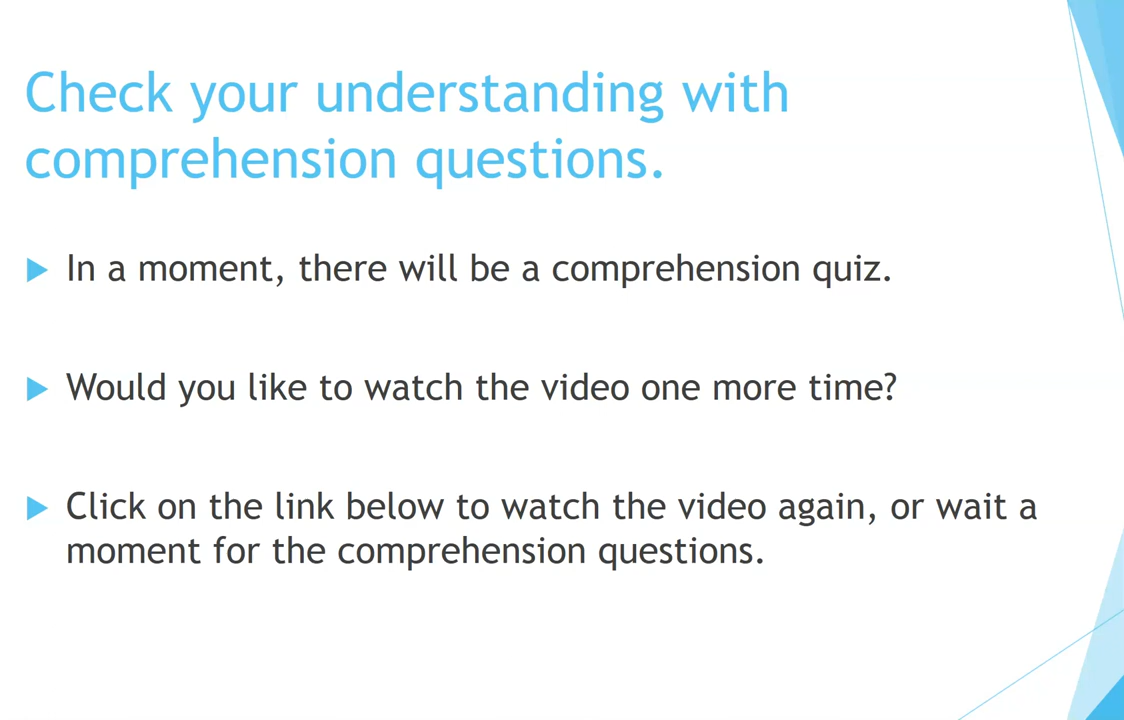 Check your understanding with
comprehension questions.
In a moment, there will be a comprehension quiz.
Would you like to watch the video one more time?
Click on the link below to watch the video again, or wait a
moment for the comprehension questions.